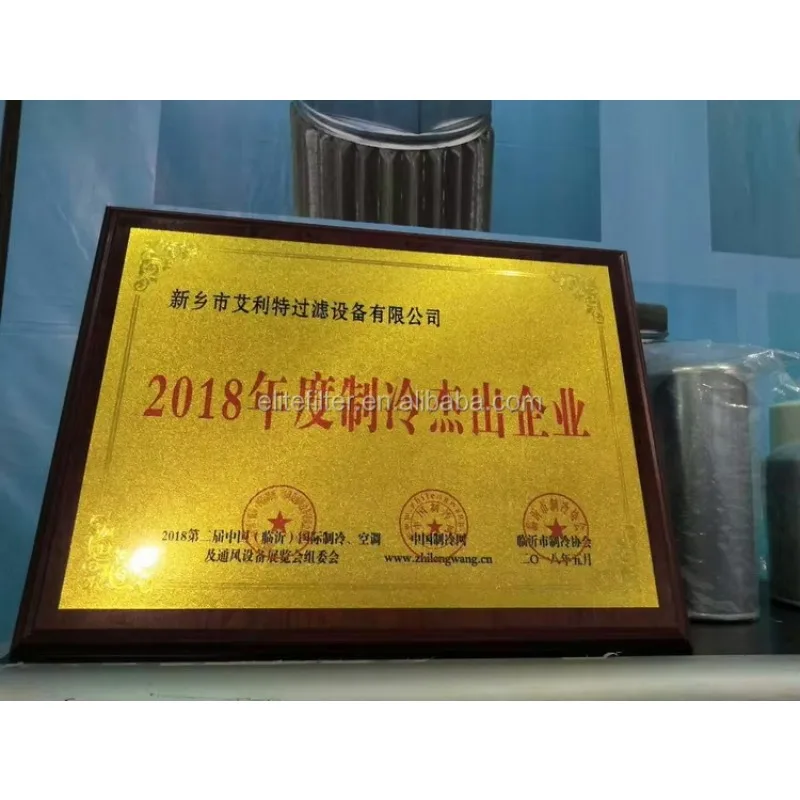 新乡市艾利特过滤设备有限公司
2018年度制冷杰出企业
elitefilter.en.alibaba.com
2018第二届中国（临沂）国际制冷、空调
及通风设备展览会组委会
中国制冷网
www.zhilengwang.cn
临沂市制冷协会
二〇一八年五月